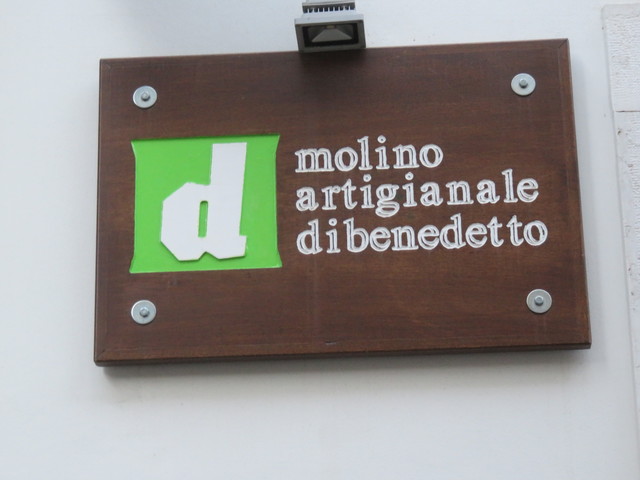 d
molino
artigianale
dibenedetto